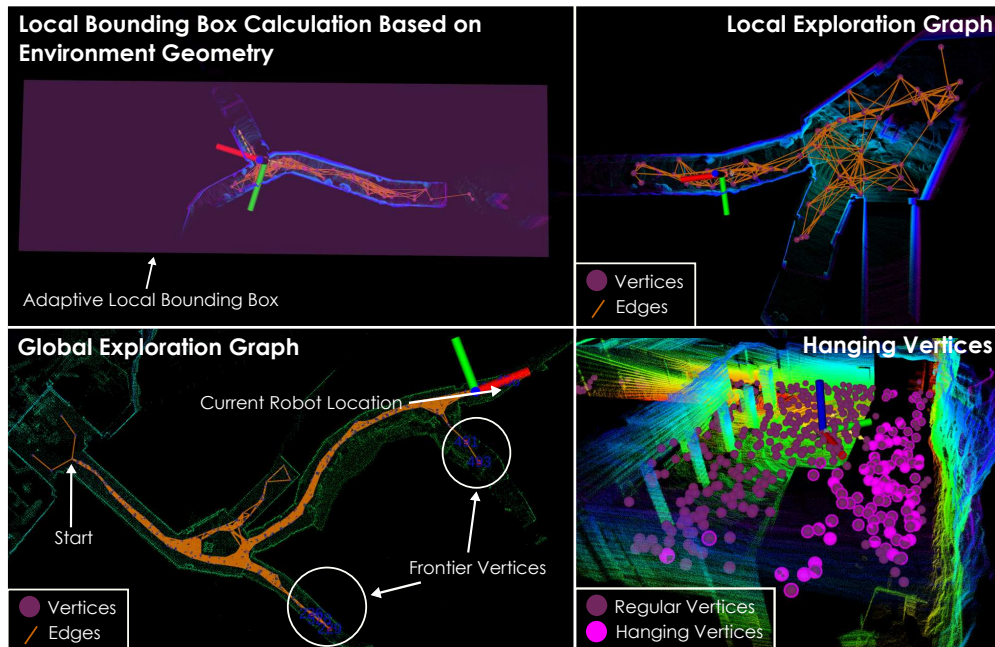 Local Bounding Box Calculation Based on
Environment Geometry
Adaptive Local Bounding Box
Local Exploration Graph
Vertices
Edges
Global Exploration Graph
Current Robot Location
Start
Frontier Vertices
Vertices
Edges
Hanging Vertices
Regular Vertices
Hanging Vertices